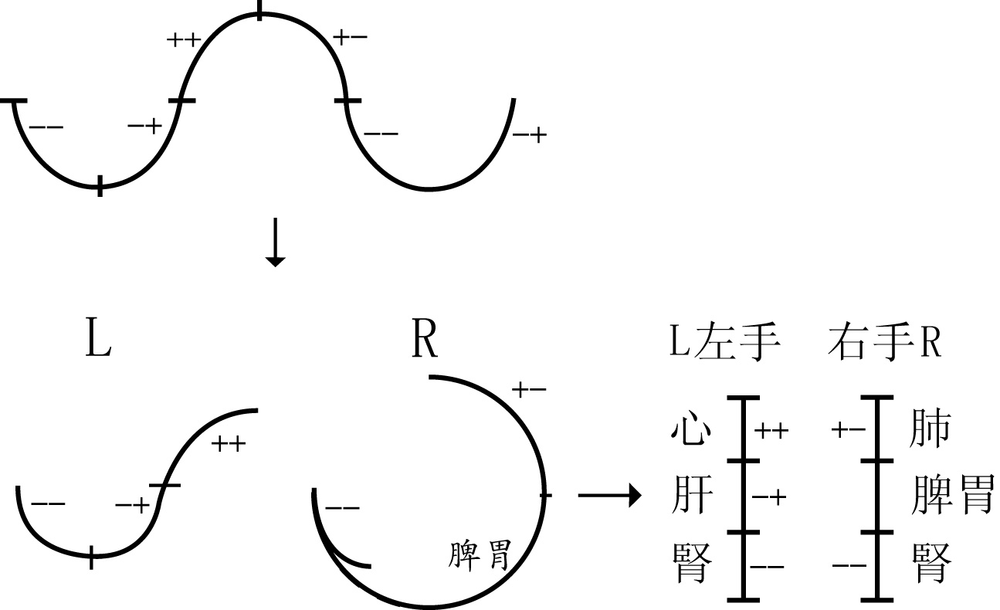 ++ +-
-- -+ -- -+
L R L左手 右手R
+-
++
心 ++ +- 肺
-- -+ --
肝 -+ 脾胃
脾胃
腎 -- -- 腎